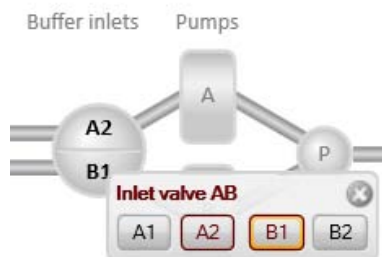 Buffer inlets Pumps
A
A2
P
B1
Inlet valve AB
A1 A2 B1 B2